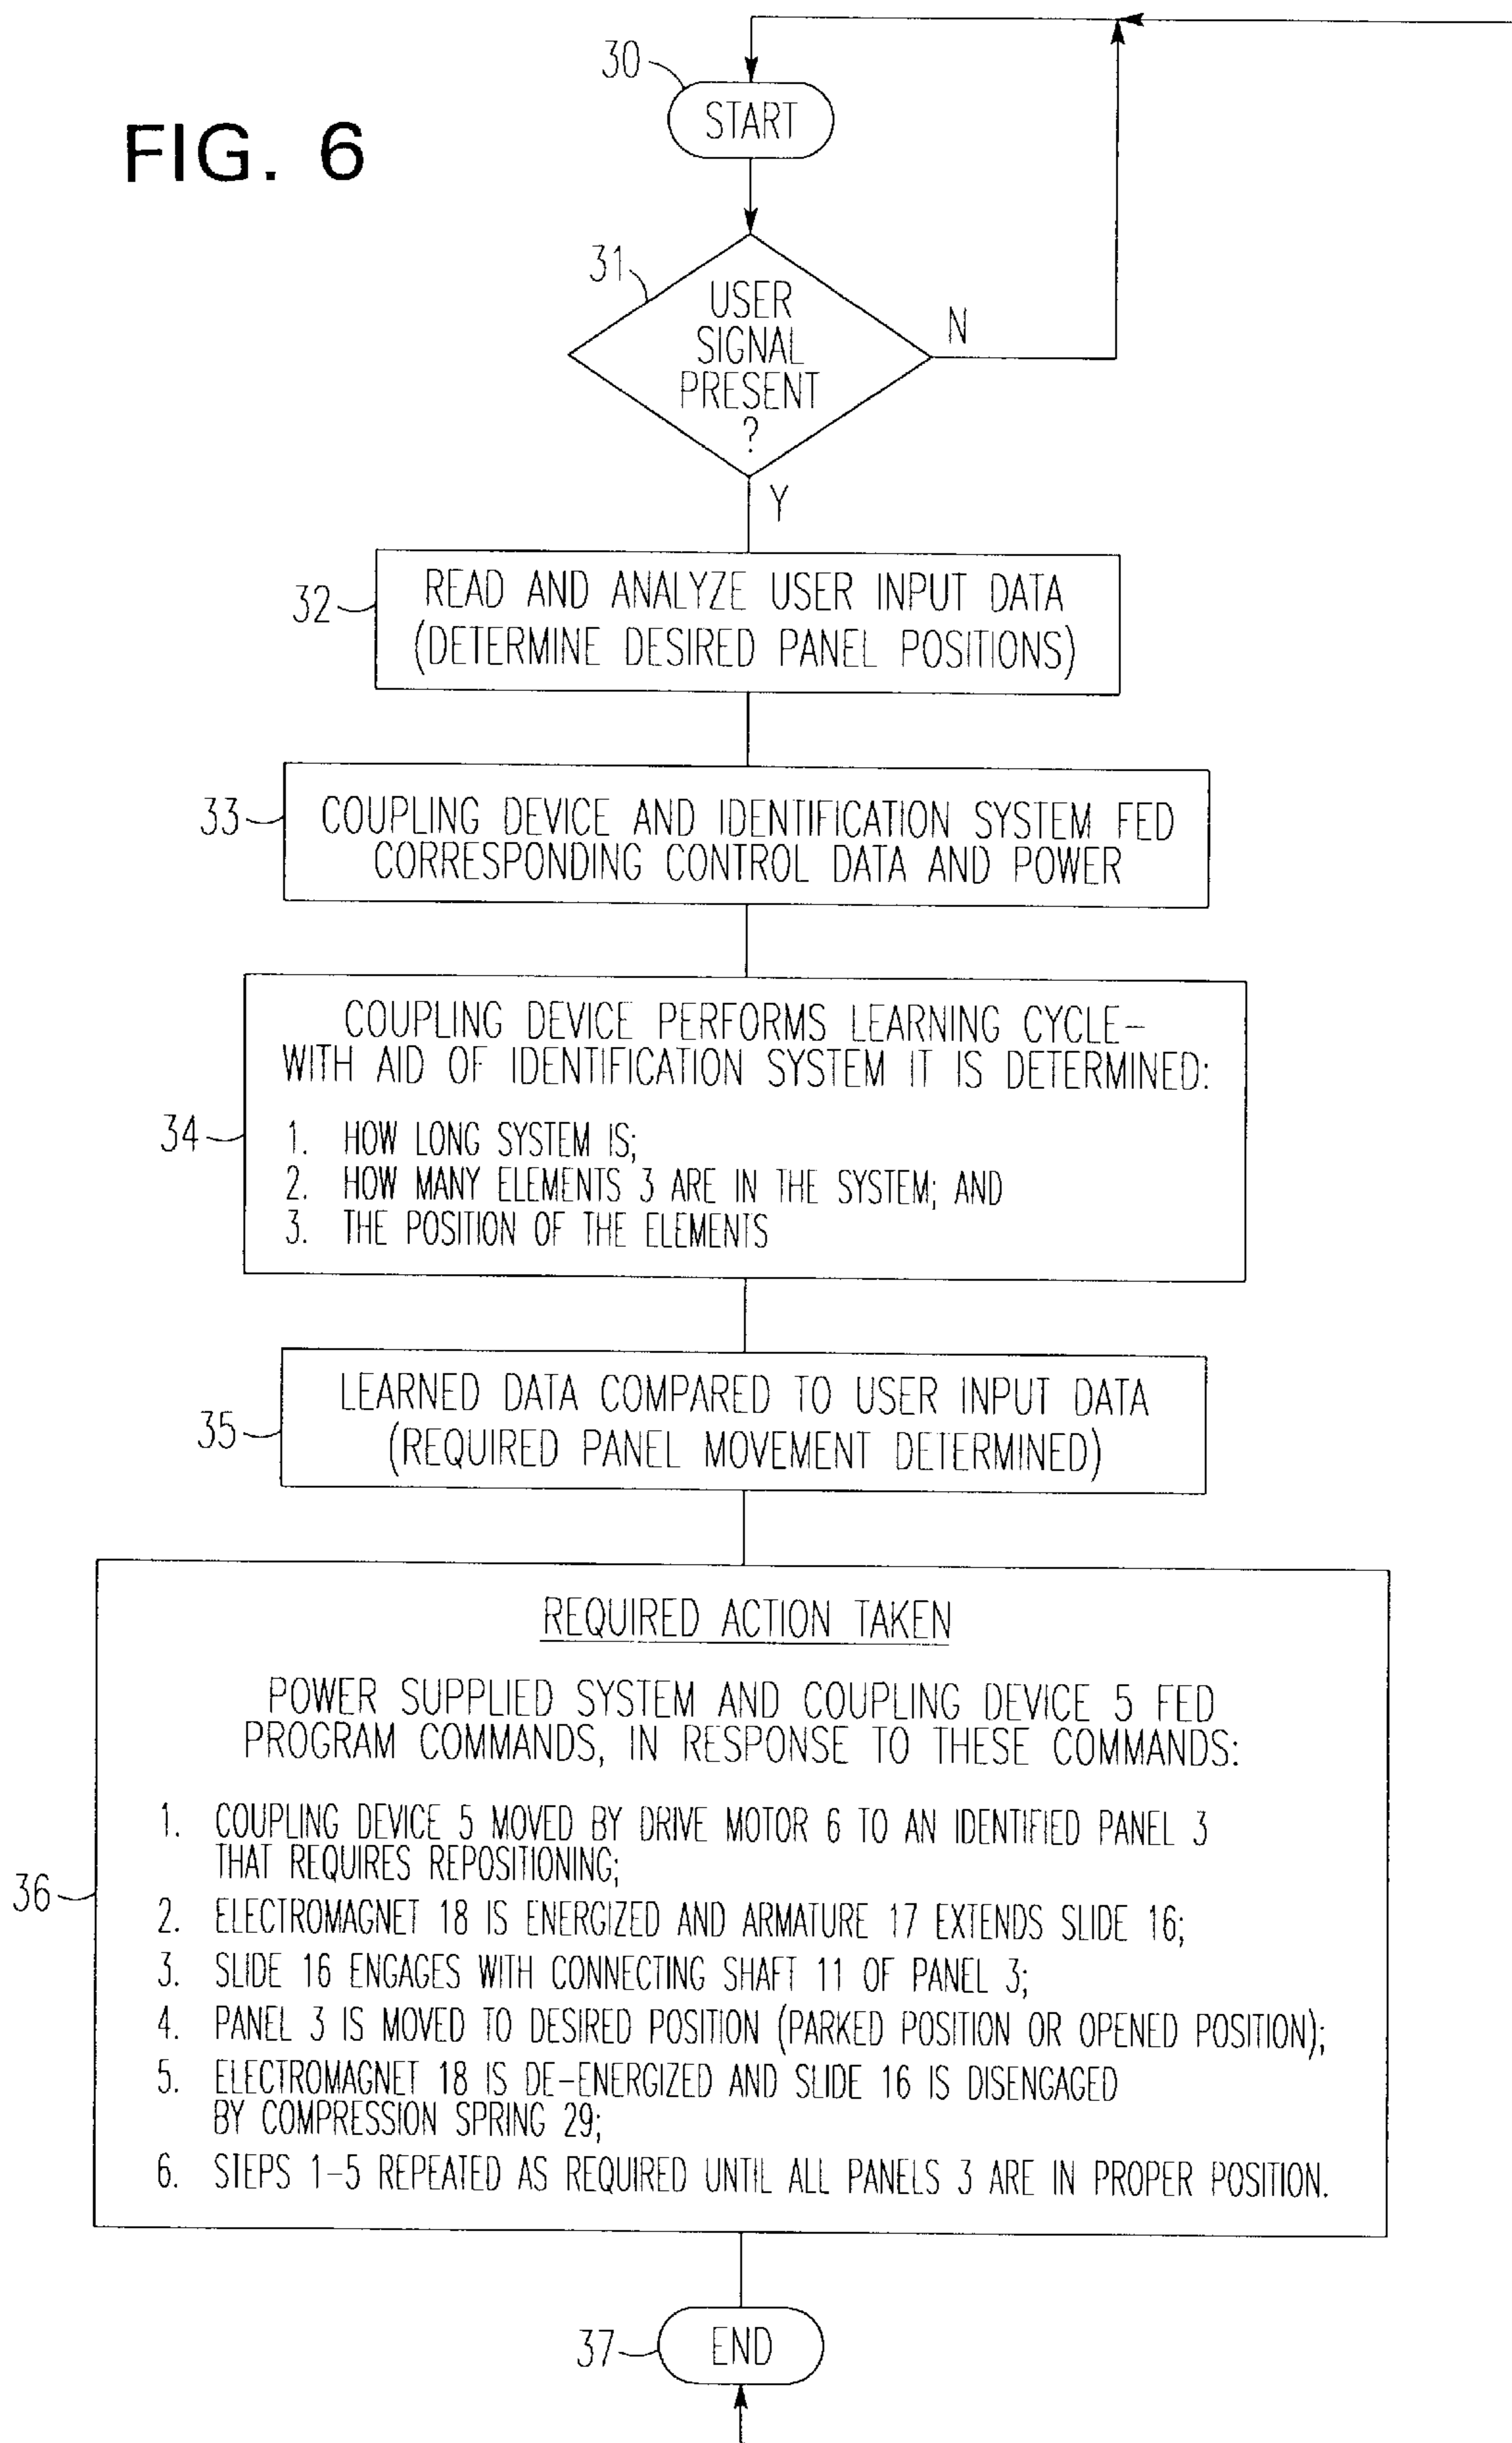 FIG. 6
30
START
31
USER
SIGNAL
PRESENT
?
N
Y
32
READ AND ANALYZE USER INPUT DATA
(DETERMINE DESIRED PANEL POSITIONS)
33
COUPLING DEVICE AND IDENTIFICATION SYSTEM FED
CORRESPONDING CONTROL DATA AND POWER
34
COUPLING DEVICE PERFORMS LEARNING CYCLE-
WITH AID OF IDENTIFICATION SYSTEM IT IS DETERMINED:
1. HOW LONG SYSTEM IS;
2. HOW MANY ELEMENTS 3 ARE IN THE SYSTEM; AND
3. THE POSITION OF THE ELEMENTS
35
LEARNED DATA COMPARED TO USER INPUT DATA
(REQUIRED PANEL MOVEMENT DETERMINED)
36
REQUIRED ACTION TAKEN
POWER SUPPLIED SYSTEM AND COUPLING DEVICE 5 FED
PROGRAM COMMANDS, IN RESPONSE TO THESE COMMANDS:
1. COUPLING DEVICE 5 MOVED BY DRIVE MOTOR 6 TO AN IDENTIFIED PANEL 3
THAT REQUIRES REPOSITIONING;
2. ELECTROMAGNET 18 IS ENERGIZED AND ARMATURE 17 EXTENDS SLIDE 16;
3. SLIDE 16 ENGAGES WITH CONNECTING SHAFT 11 OF PANEL 3;
4. PANEL 3 IS MOVED TO DESIRED POSITION (PARKED POSITION OR OPENED POSITION);
5. ELECTROMAGNET 18 IS DE-ENERGIZED AND SLIDE 16 IS DISENGAGED
BY COMPRESSION SPRING 29;
6. STEPS 1-5 REPEATED AS REQUIRED UNTIL ALL PANELS 3 ARE IN PROPER POSITION.
37
END